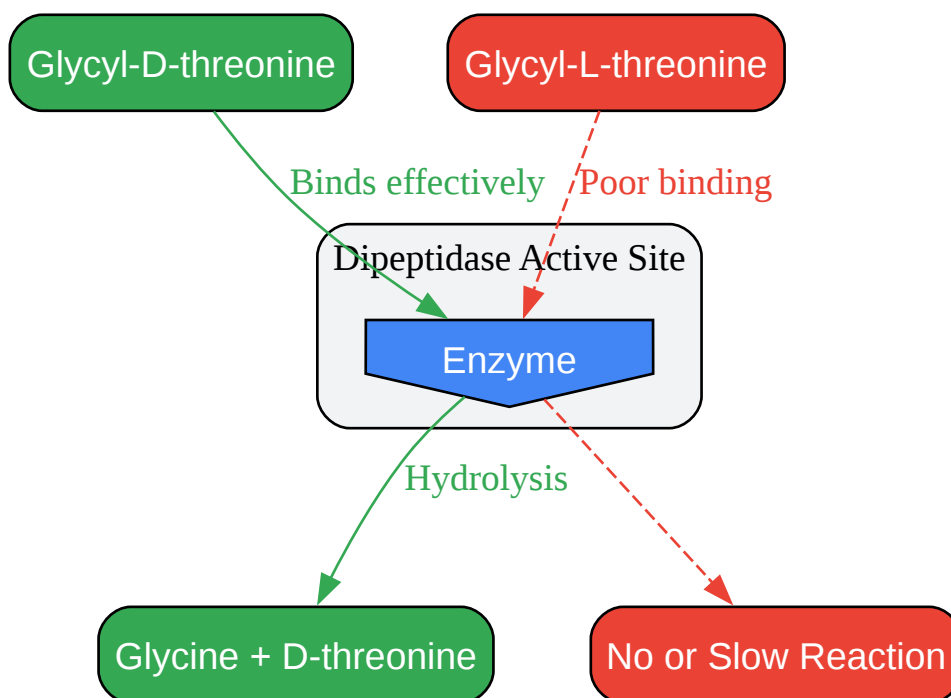 Glycyl-D-threonine
Glycyl-L-threonine
Binds effectively
Poor binding
Dipeptidase Active Site
Enzyme
Hydrolysis
Glycine + D-threonine
No or Slow Reaction